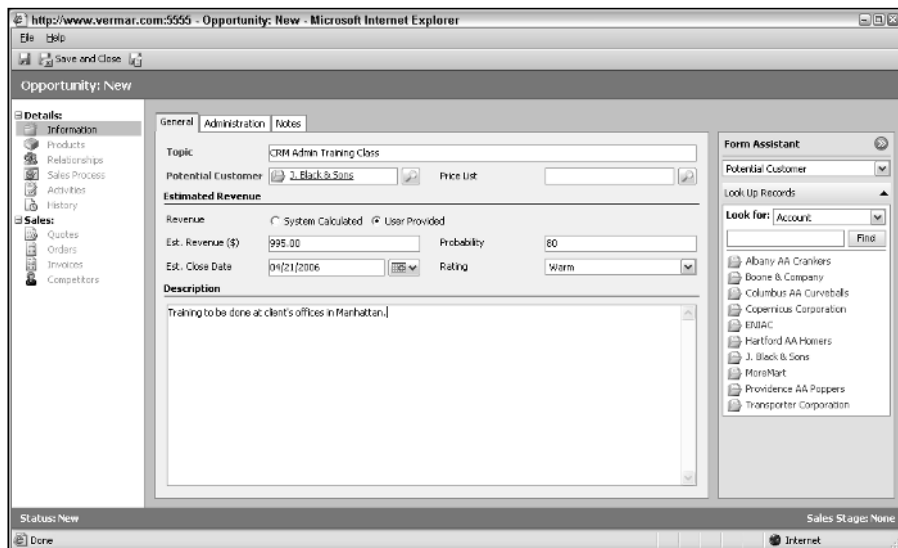 http://www.vermar.com:5555 - Opportunity: New - Microsoft Internet Explorer
File Help
Save and Close
Opportunity: New
Details:
Information
Products
Relationships
Sales Process
Activities
History
Sales:
Quotes
Orders
Invoices
Competitors
General Administration Notes
Topic CRM Admin Training Class
Potential Customer J. Black & Sons Price List
Estimated Revenue
Revenue System Calculated User Provided
Est. Revenue ($) 995.00 Probability 80
Est. Close Date 04/21/2006 Rating Warm
Description
Training to be done at client's offices in Manhattan.
Form Assistant
Potential Customer
Look Up Records
Look for: Account
Find
Albany AA Crankers
Boone & Company
Columbus AA Curveballs
Copernicus Corporation
ENIAC
Hartford AA Homers
J. Black & Sons
MoreMart
Providence AA Poppers
Transporter Corporation
Status: New Sales Stage: None
Done Internet